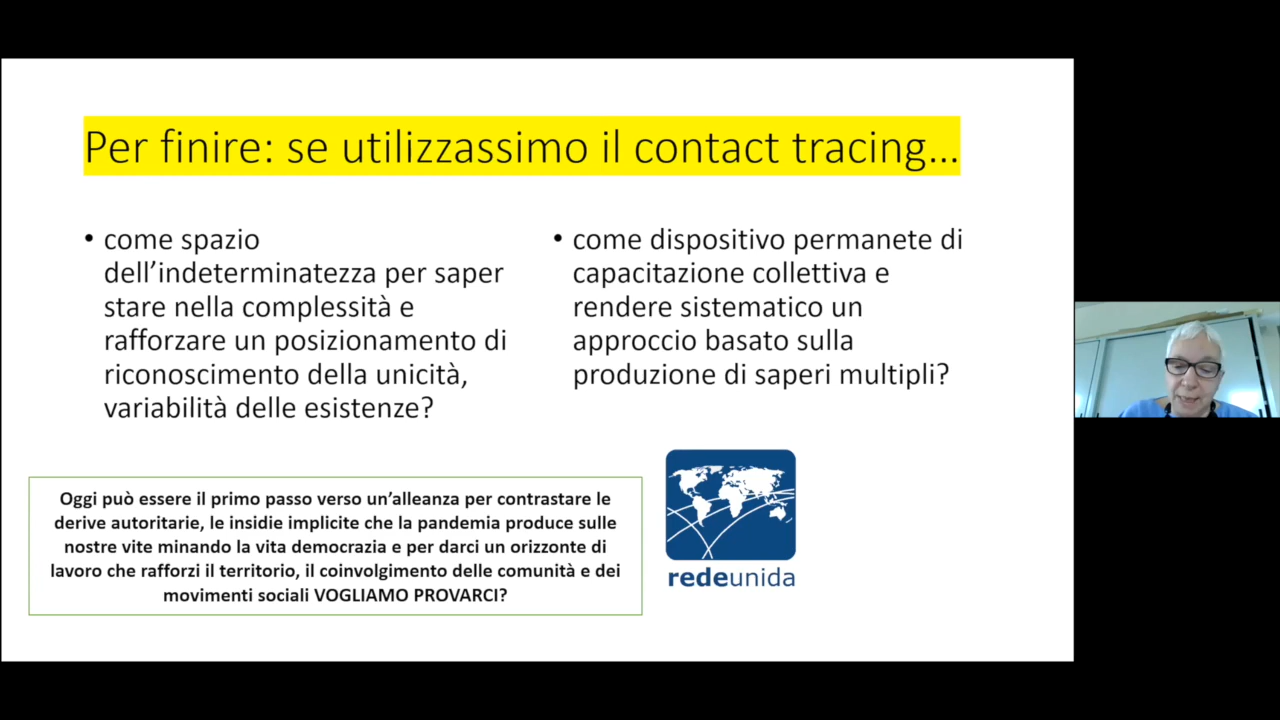 Per finire: se utilizzassimo il contact tracing...
• come spazio
dell’indeterminatezza per saper
stare nella complessità e
rafforzare un posizionamento di
riconoscimento della unicità,
variabilità delle esistenze?
• come dispositivo permanete di
capacitazione collettiva e
rendere sistematico un
approccio basato sulla
produzione di saperi multipli?
Oggi può essere il primo passo verso un’alleanza per contrastare le
derive autoritarie, le insidie implicite che la pandemia produce sulle
nostre vite minando la vita democrazia e per darci un orizzonte di
lavoro che rafforzi il territorio, il coinvolgimento delle comunità e dei
movimenti sociali VOGLIAMO PROVARCI?
redeunida